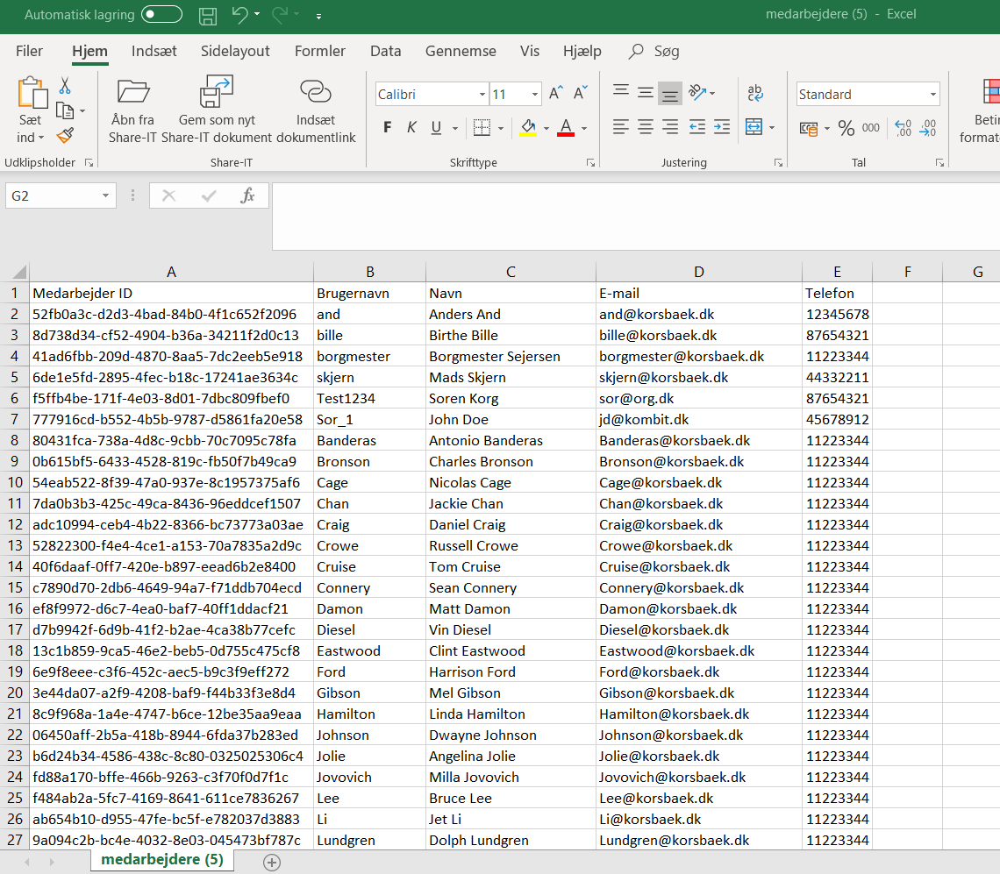 Automatisk lagring medarbejdere (5) - Excel
Filer Hjem Indsæt Sidelayout Formler Data Gennemse Vis Hjælp Søg
Sæt ind
Åbn fra Share-IT
Gem som nyt Share-IT dokument
Indsæt dokumentlink
Calibri 11
F K U A
ab c
Standard
% 000
Udklipsholder Share-IT Skrifttype Justering Tal
G2 fx
A B C D E F G
1 Medarbejder ID Brugernavn Navn E-mail Telefon
2 52fb0a3c-d2d3-4bad-84b0-4f1c652f2096 and Anders And and@korsbaek.dk 12345678
3 8d738d34-cf52-4904-b36a-34211f2d0c13 bille Birthe Bille bille@korsbaek.dk 87654321
4 41ad6fbb-209d-4870-8aa5-7dc2eeb5e918 borgmester Borgmester Sejersen borgmester@korsbaek.dk 11223344
5 6de1e5fd-2895-4fec-b18c-17241ae3634c skjern Mads Skjern skjern@korsbaek.dk 44332211
6 f5ffb4be-171f-4e03-8d01-7dbc809fbef0 Test1234 Soren Korg sor@org.dk 87654321
7 777916cd-b552-4b5b-9787-d5861fa20e58 Sor_1 John Doe jd@kombit.dk 45678912
8 80431fca-738a-4d8c-9cbb-70c7095c78fa Banderas Antonio Banderas Banderas@korsbaek.dk 11223344
9 0b615bf5-6433-4528-819c-fb50f7b49ca9 Bronson Charles Bronson Bronson@korsbaek.dk 11223344
10 54eab522-8f39-47a0-937e-8c1957375af6 Cage Nicolas Cage Cage@korsbaek.dk 11223344
11 7da0b3b3-425c-49ca-8436-96eddcef1507 Chan Jackie Chan Chan@korsbaek.dk 11223344
12 adc10994-ceb4-4b22-8366-bc73773a03ae Craig Daniel Craig Craig@korsbaek.dk 11223344
13 52822300-f4e4-4ce1-a153-70a7835a2d9c Crowe Russell Crowe Crowe@korsbaek.dk 11223344
14 40f6daaf-0ff7-420e-b897-eead6b2e8400 Cruise Tom Cruise Cruise@korsbaek.dk 11223344
15 c7890d70-2db6-4649-94a7-f71ddb704ecd Connery Sean Connery Connery@korsbaek.dk 11223344
16 ef8f9972-d6c7-4ea0-baf7-40ff1ddacf21 Damon Matt Damon Damon@korsbaek.dk 11223344
17 d7b9942f-6d9b-41f2-b2ae-4ca38b77cefc Diesel Vin Diesel Diesel@korsbaek.dk 11223344
18 13c1b859-9ca5-46e2-beb5-0d755c475cf8 Eastwood Clint Eastwood Eastwood@korsbaek.dk 11223344
19 6e9f8eee-c3f6-452c-aec5-b9c3f9eff272 Ford Harrison Ford Ford@korsbaek.dk 11223344
20 3e44da07-a2f9-4208-baf9-f44b33f3e8d4 Gibson Mel Gibson Gibson@korsbaek.dk 11223344
21 8c9f968a-1a4e-4747-b6ce-12be35aa9eaa Hamilton Linda Hamilton Hamilton@korsbaek.dk 11223344
22 06450aff-2b5a-418b-8944-6fda37b283ed Johnson Dwayne Johnson Johnson@korsbaek.dk 11223344
23 b6d24b34-4586-438c-8c80-0325025306c4 Jolie Angelina Jolie Jolie@korsbaek.dk 11223344
24 fd88a170-bffe-466b-9263-c3f70f0d7f1c Jovovich Milla Jovovich Jovovich@korsbaek.dk 11223344
25 f484ab2a-5fc7-4169-8641-611ce7836267 Lee Bruce Lee Lee@korsbaek.dk 11223344
26 ab654b10-d955-47fe-bc5f-e782037d3883 Li Jet Li Li@korsbaek.dk 11223344
27 9a094c2b-bc4e-4032-8e03-045473bf787c Lundgren Dolph Lundgren Lundgren@korsbaek.dk 11223344
medarbejdere (5)